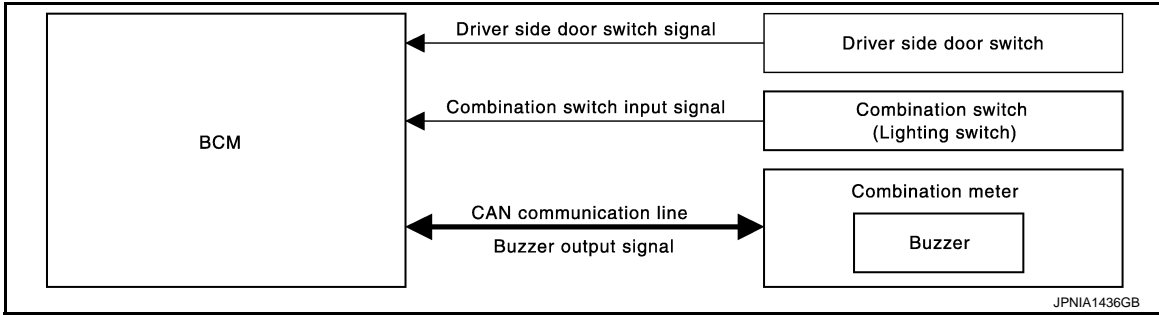 Driver side door switch signal
Driver side door switch
Combination switch input signal
Combination switch
(Lighting switch)
BCM
Combination meter
CAN communication line
Buzzer output signal
Buzzer
JPNIA1436GB